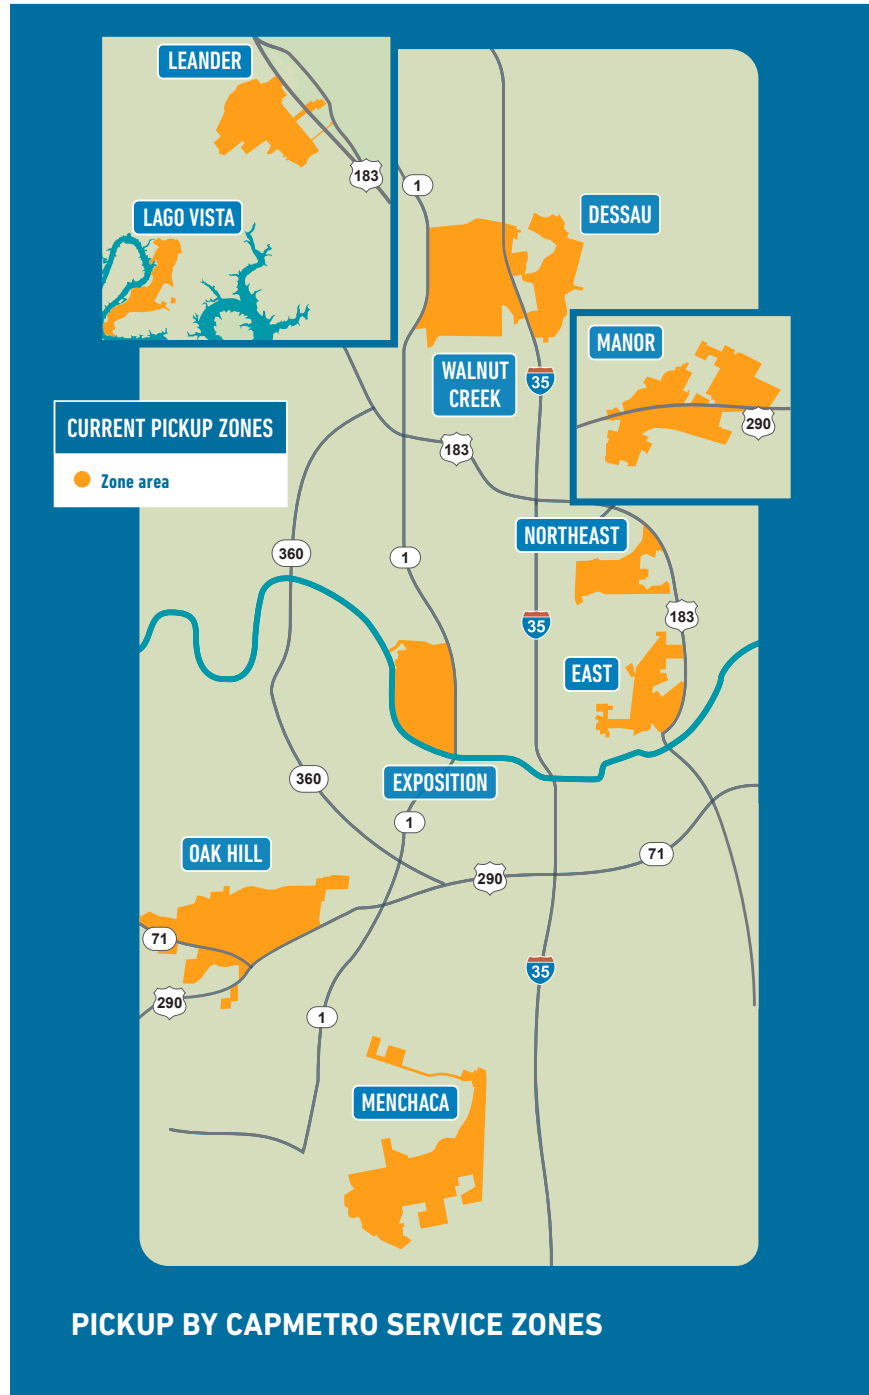 LEANDER
183
1
LAGO VISTA
DESSAU
MANOR
WALNUT
CREEK
35
290
CURRENT PICKUP ZONES
183
Zone area
NORTHEAST
360
1
183
35
EAST
360
EXPOSITION
1
OAK HILL
71
290
71
35
290
1
MENCHACA
PICKUP BY CAPMETRO SERVICE ZONES